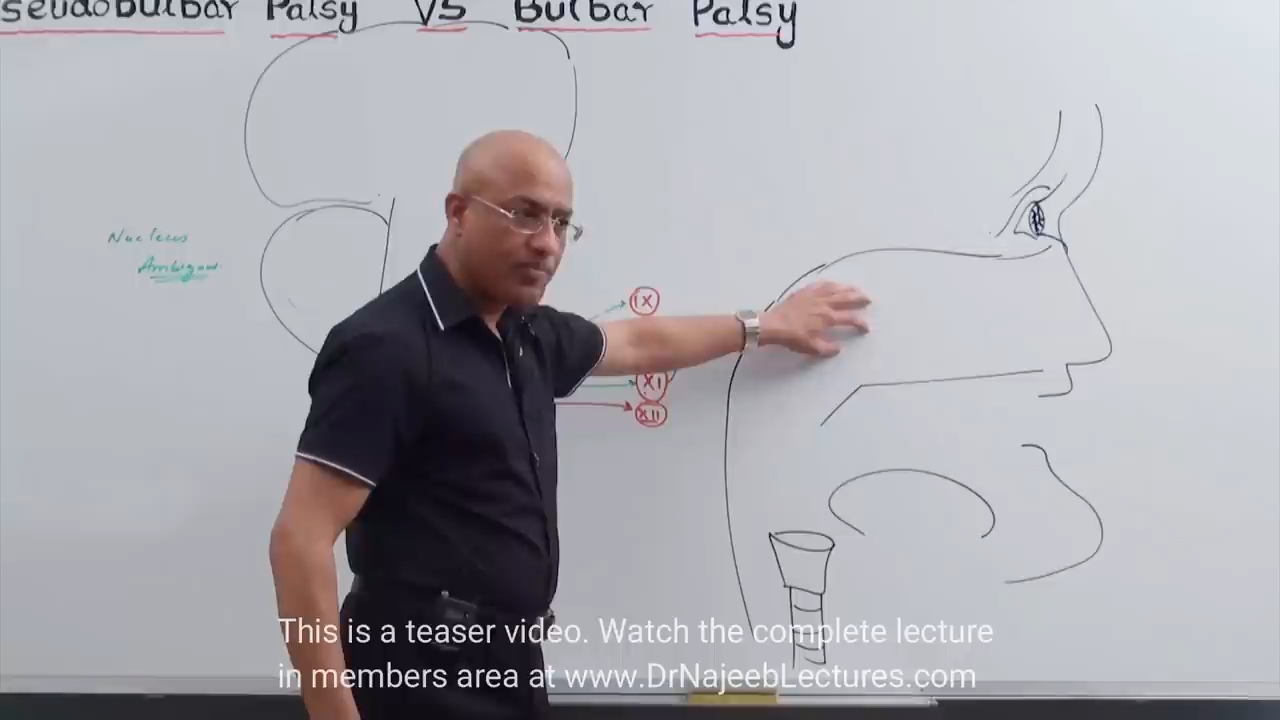 seudobulbar Palsy VS Bulbar Palsy
Nucleus
Ambiguus
IX
XI
XII
This is a teaser video. Watch the complete lecture
in members area at www.DrNajeebLectures.com